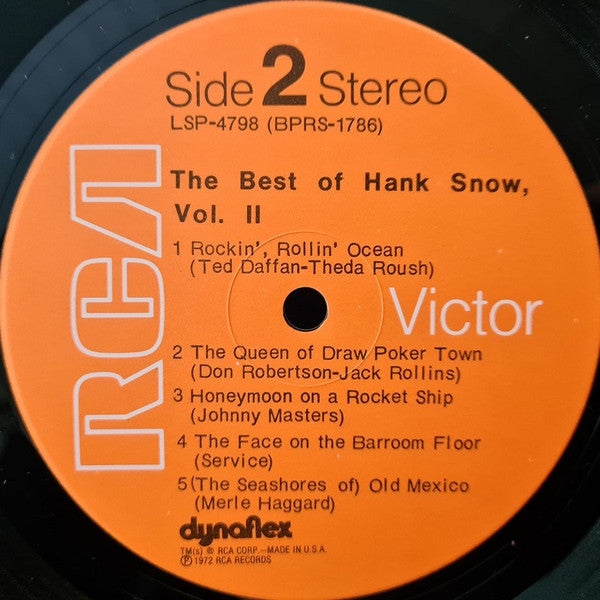 Side 2 Stereo
LSP-4798 (BPRS-1786)
The Best of Hank Snow,
Vol. II
1 Rockin', Rollin' Ocean
(Ted Daffan-Theda Roush)
RCA
Victor
2 The Queen of Draw Poker Town
(Don Robertson-Jack Rollins)
3 Honeymoon on a Rocket Ship
(Johnny Masters)
4 The Face on the Barroom Floor
(Service)
5 (The Seashores of) Old Mexico
(Merle Haggard)
dynaflex
TM(s) ® RCA CORP.—MADE IN U.S.A.
℗ 1972 RCA RECORDS